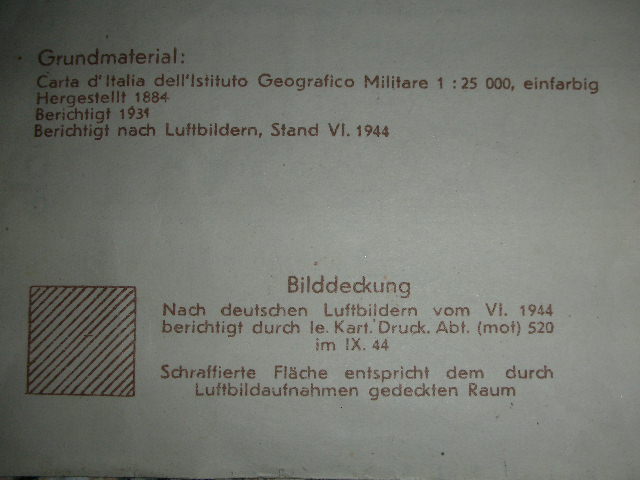 Grundmaterial:
Carta d'Italia dell'Istituto Geografico Militare 1 : 25 000, einfarbig
Hergestellt 1884
Berichtigt 1931
Berichtigt nach Luftbildern, Stand VI. 1944
Bilddeckung
Nach deutschen Luftbildern vom VI. 1944
berichtigt durch le. Kart. Druck. Abt. (mot) 520
im IX. 44
Schraffierte Fläche entspricht dem durch
Luftbildaufnahmen gedeckten Raum